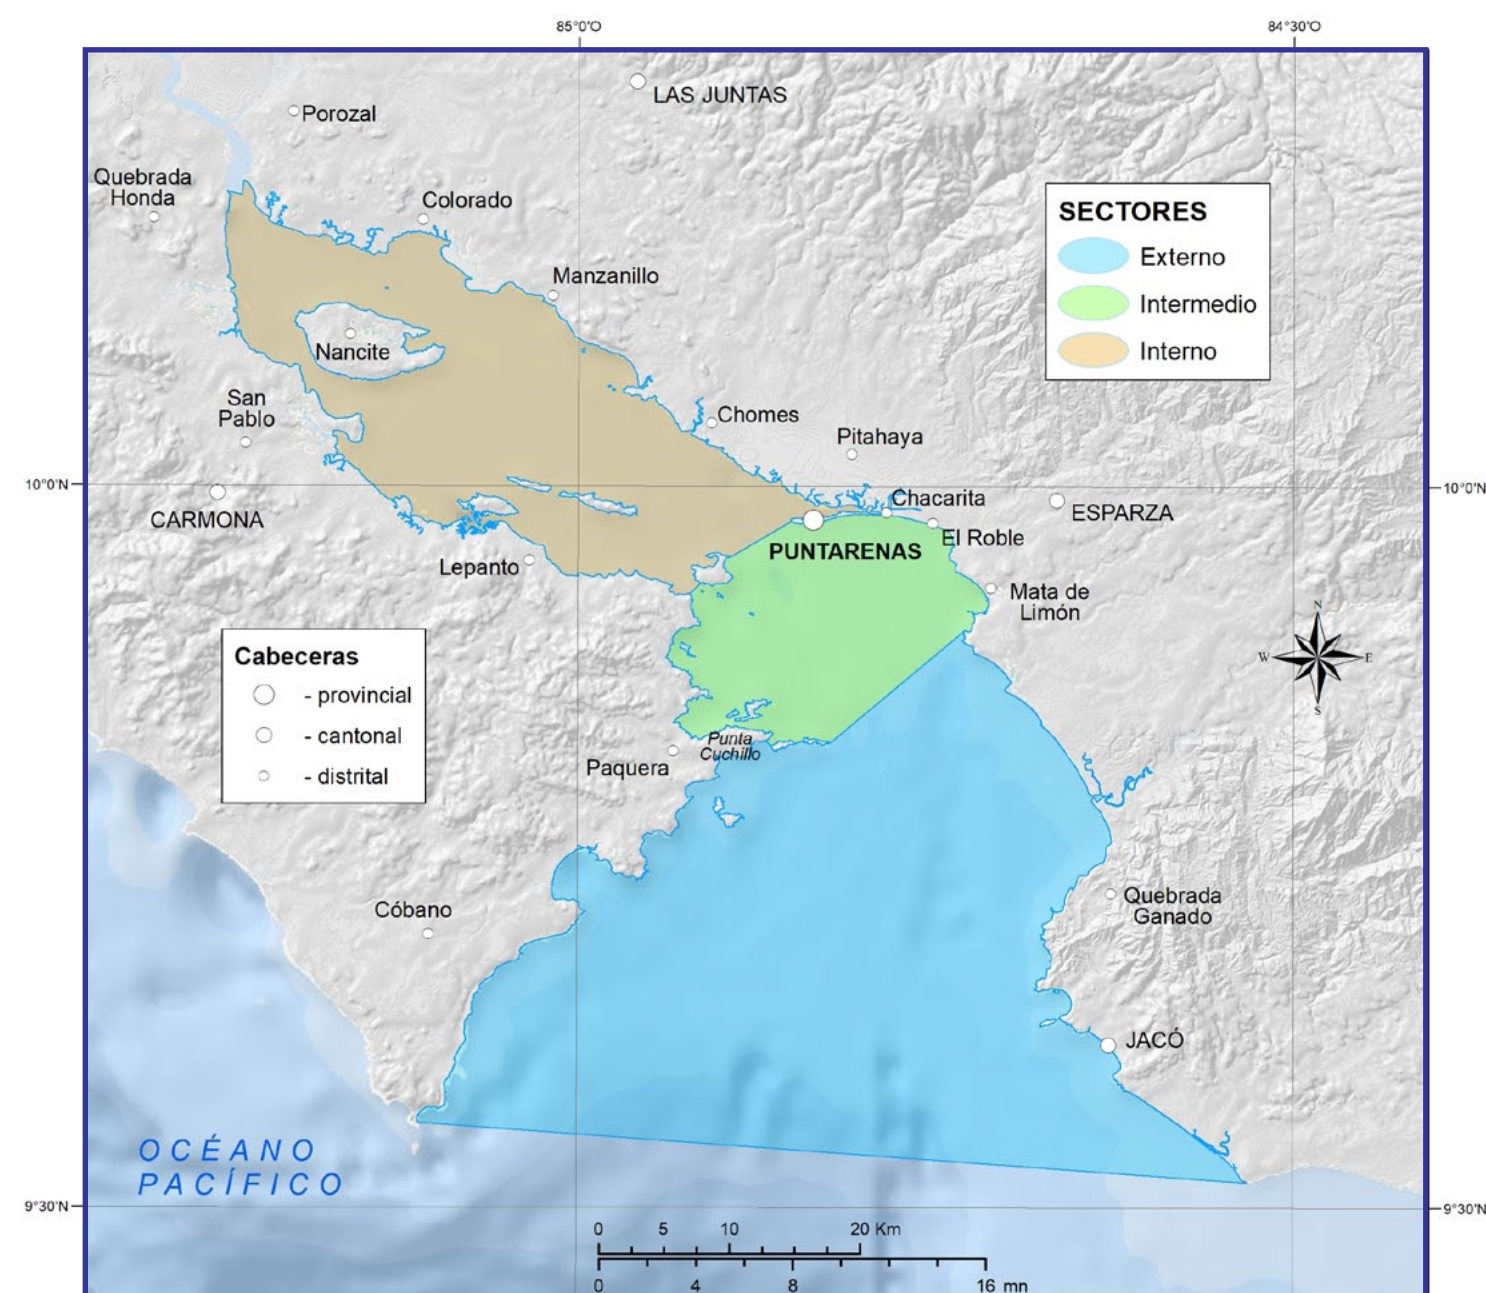 85°0'O
84°30'O
LAS JUNTAS
Porozal
Quebrada
Honda
Colorado
SECTORES
Externo
Intermedio
Interno
Manzanillo
Nancite
San
Pablo
Chomes
Pitahaya
10°0'N
10°0'N
CARMONA
Chacarita
ESPARZA
El Roble
PUNTARENAS
Lepanto
Mata de
Limón
N
W
E
S
Cabeceras
- provincial
- cantonal
- distrital
Punta
Cuchillo
Paquera
Quebrada
Ganado
Cóbano
JACÓ
OCÉANO
PACÍFICO
9°30'N
9°30'N
0 5 10 20 Km
0 4 8 16 mn